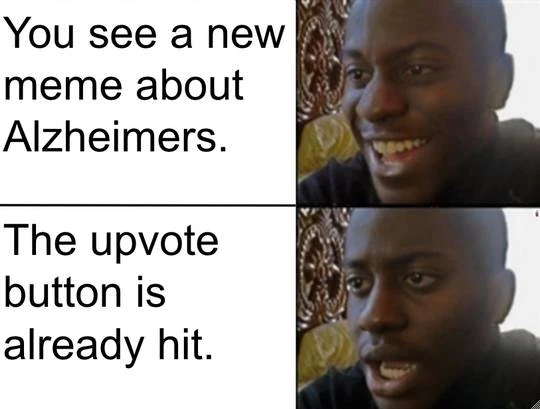 You see a new
meme about
Alzheimers.
The upvote
button is
already hit.